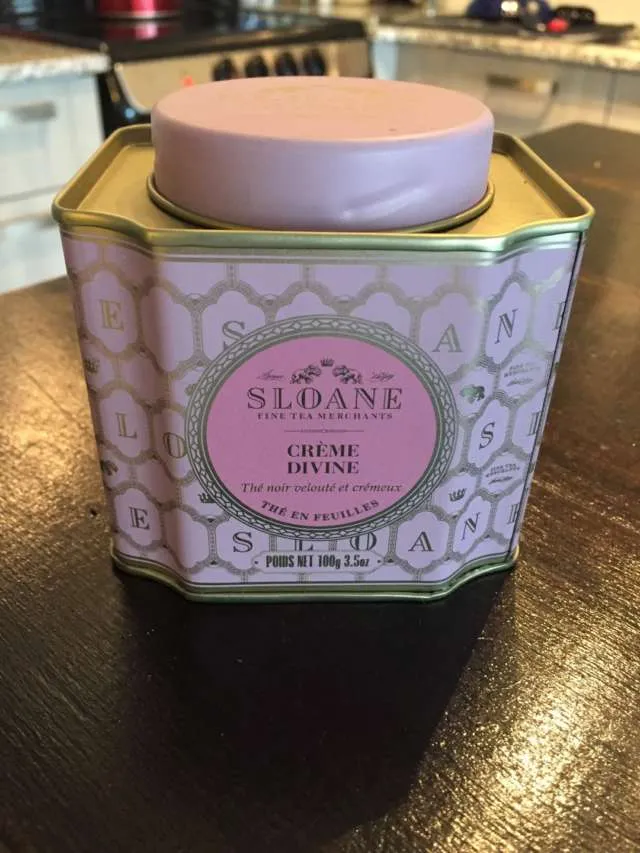 SLOANE
FINE TEA MERCHANTS
CRÈME
DIVINE
Thé noir velouté et crémeux
THÉ EN FEUILLES
POIDS NET 100g 3.5oz
E S A N E
L O S L
E S L O A N E